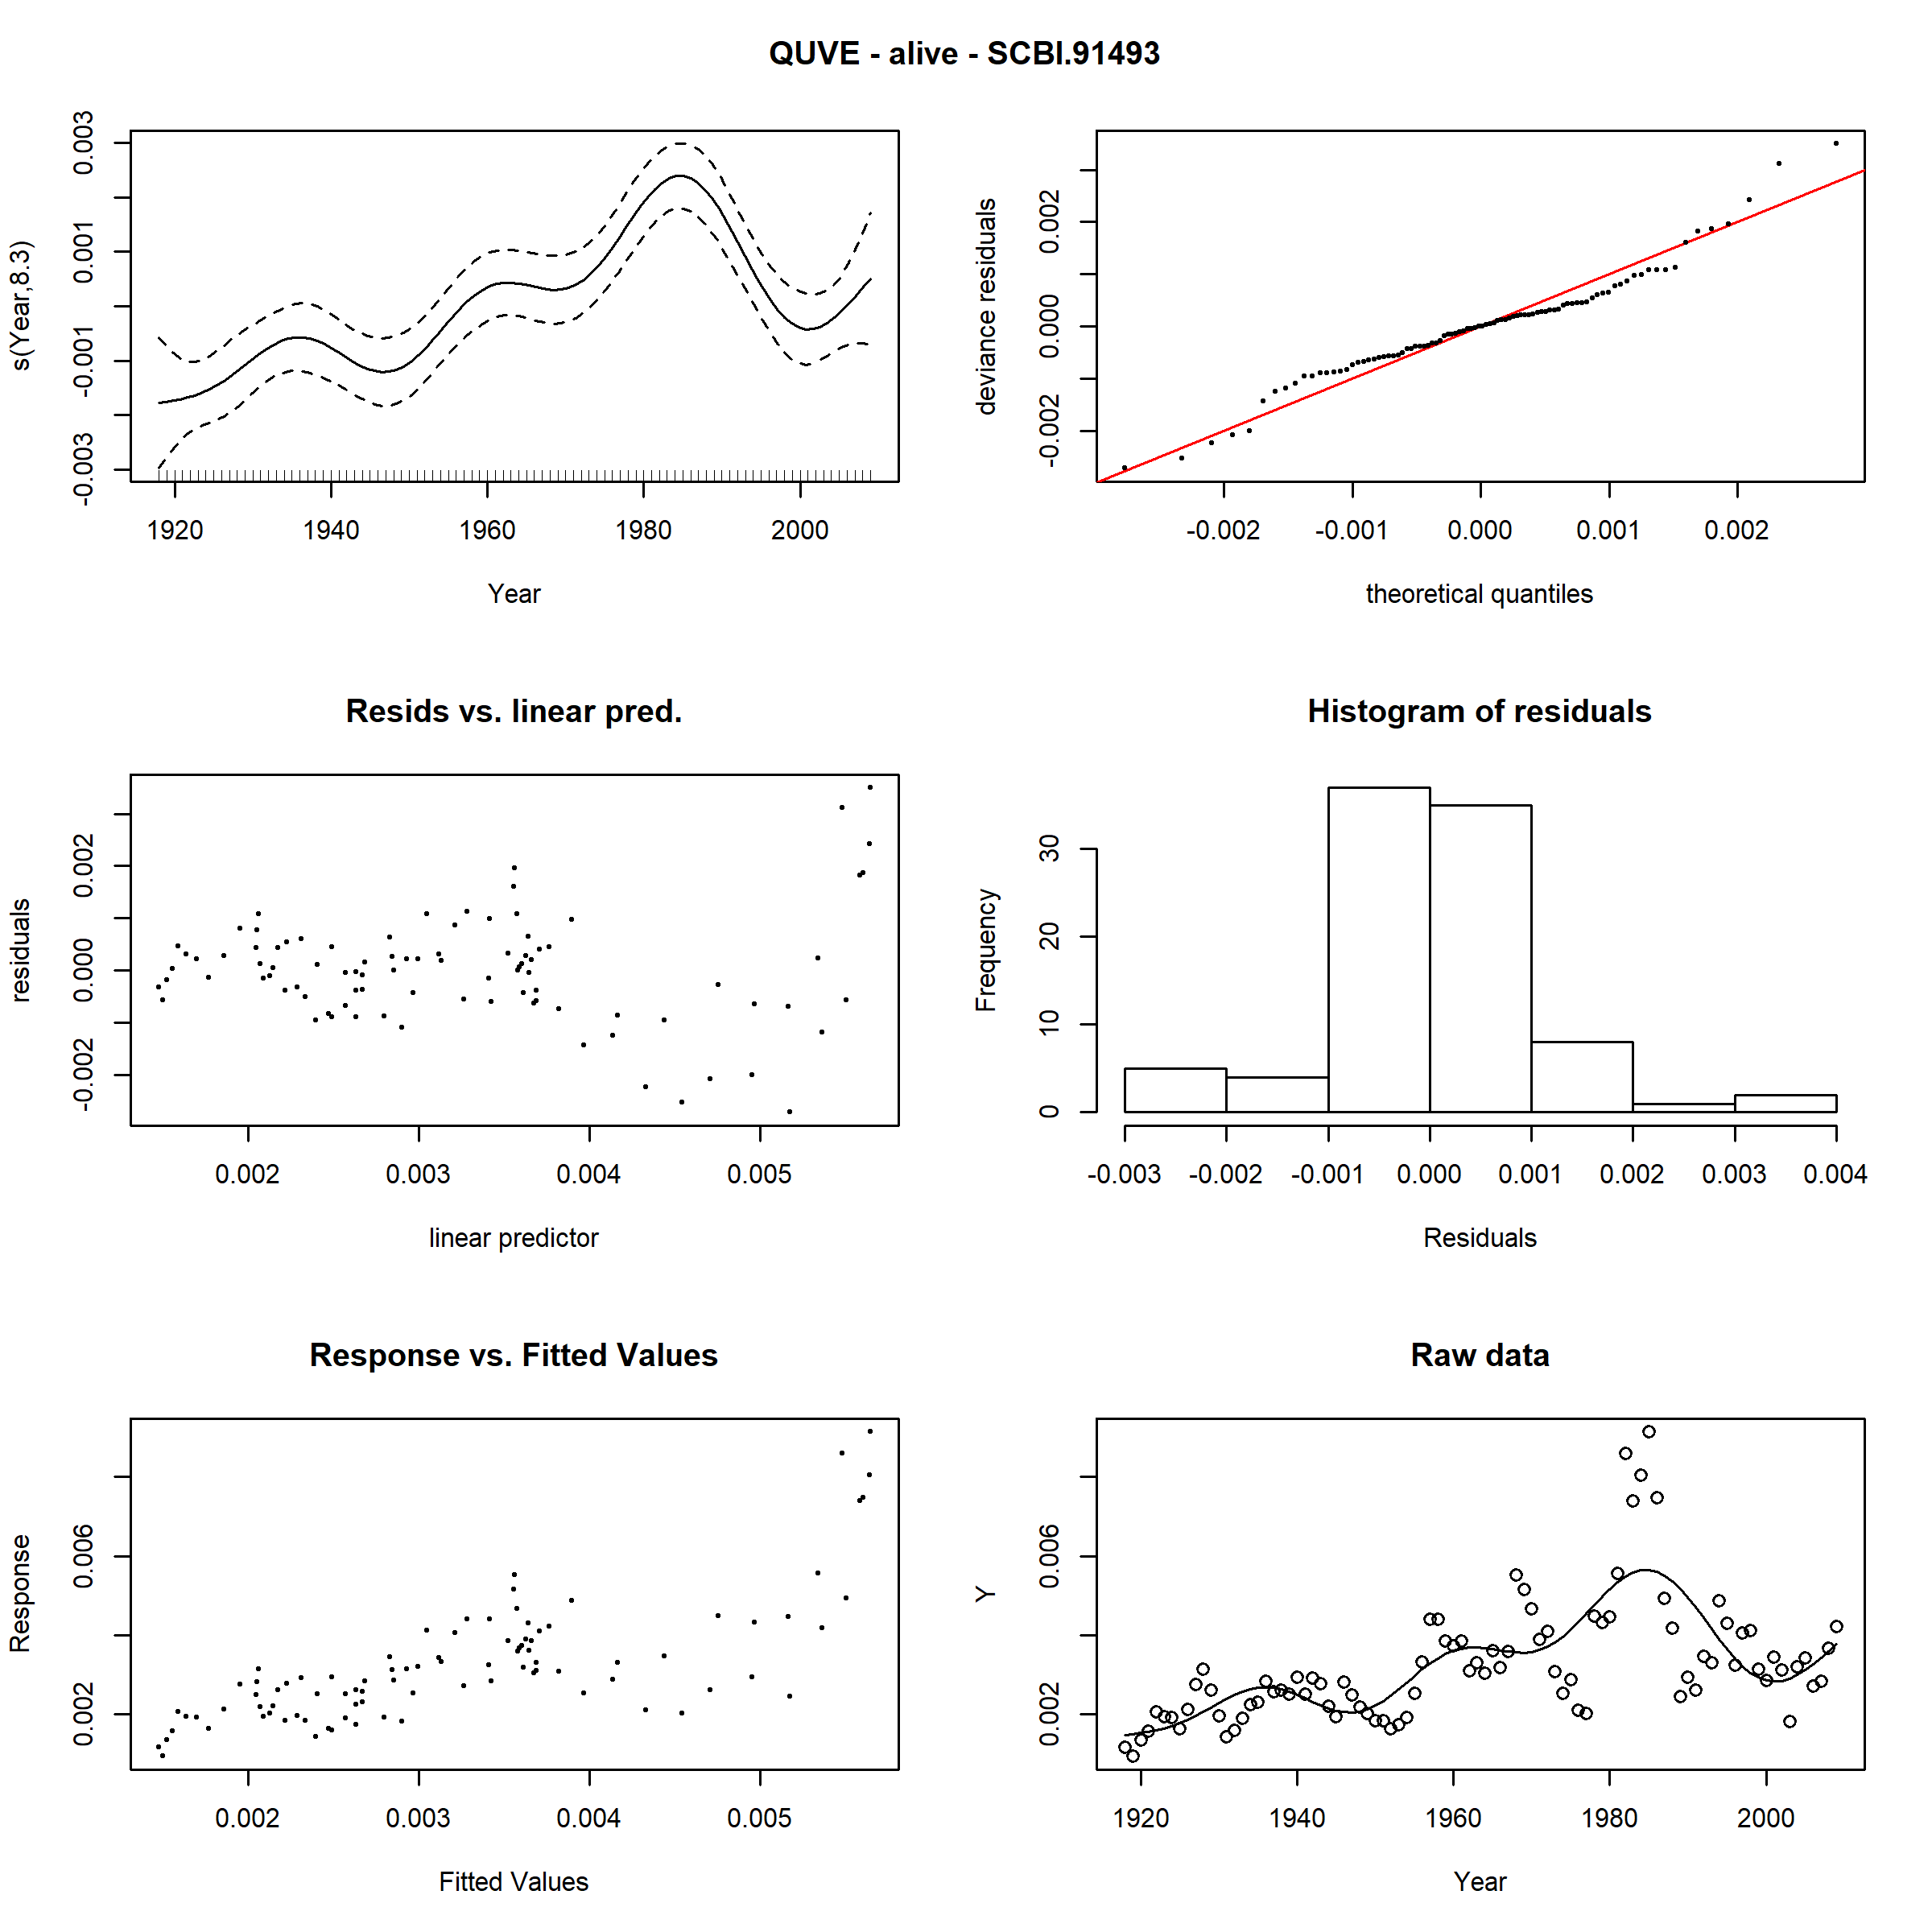 QUVE - alive - SCBI.91493
s(Year,8.3)
-0.003 -0.001 0.001 0.003
1920 1940 1960 1980 2000
Year
deviance residuals
-0.002 0.000 0.002
-0.002 -0.001 0.000 0.001 0.002
theoretical quantiles
Resids vs. linear pred.
residuals
-0.002 0.000 0.002
0.002 0.003 0.004 0.005
linear predictor
Histogram of residuals
Frequency
0 10 20 30
-0.003 -0.002 -0.001 0.000 0.001 0.002 0.003 0.004
Residuals
Response vs. Fitted Values
Response
0.002 0.006
0.002 0.003 0.004 0.005
Fitted Values
Raw data
Y
0.002 0.006
1920 1940 1960 1980 2000
Year